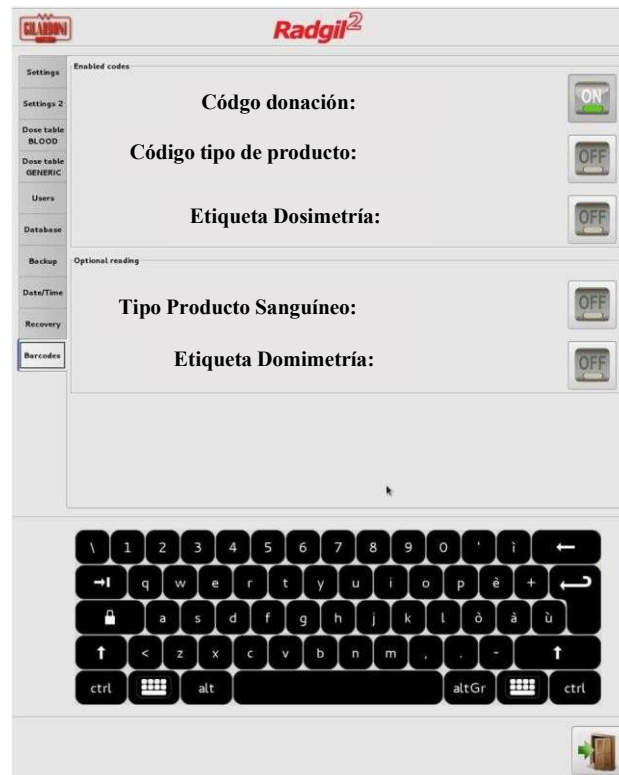 GILARDONI
Radgil2
Settings
Settings 2
Dose table
BLOOD
Dose table
GENERIC
Users
Database
Backup
Date/Time
Recovery
Barcodes
Enabled codes
Códgo donación:
ON
Código tipo de producto:
OFF
Etiqueta Dosimetría:
OFF
Optional reading
Tipo Producto Sanguíneo:
OFF
Etiqueta Domimetría:
OFF
\ 1 2 3 4 5 6 7 8 9 0 ' ì
q w e r t y u i o p è +
a s d f g h j k l ò à ù
< z x c v b n m , . -
ctrl alt altGr ctrl